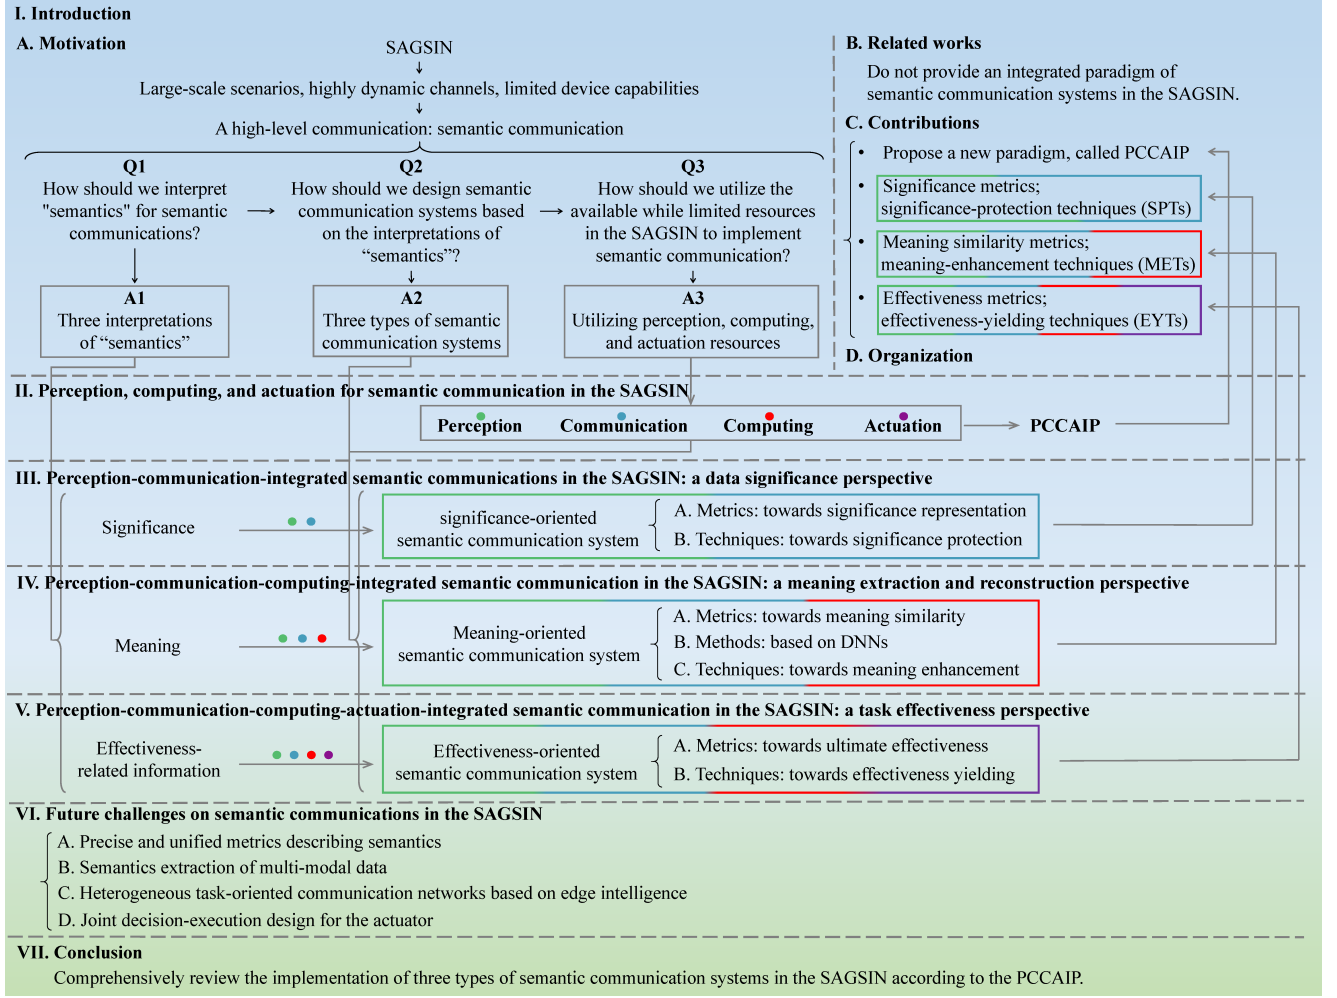 I. Introduction
A. Motivation
SAGSIN
Large-scale scenarios, highly dynamic channels, limited device capabilities
A high-level communication: semantic communication
Q1
How should we interpret
"semantics" for semantic
communications?
Q2
How should we design semantic
communication systems based
on the interpretations of
“semantics”?
Q3
How should we utilize the
available while limited resources
in the SAGSIN to implement
semantic communication?
A1
Three interpretations
of “semantics”
A2
Three types of semantic
communication systems
A3
Utilizing perception, computing,
and actuation resources
B. Related works
Do not provide an integrated paradigm of
semantic communication systems in the SAGSIN.
C. Contributions
• Propose a new paradigm, called PCCAIP
• Significance metrics;
significance-protection techniques (SPTs)
• Meaning similarity metrics;
meaning-enhancement techniques (METs)
• Effectiveness metrics;
effectiveness-yielding techniques (EYTs)
D. Organization
II. Perception, computing, and actuation for semantic communication in the SAGSIN
Perception Communication Computing Actuation
PCCAIP
III. Perception-communication-integrated semantic communications in the SAGSIN: a data significance perspective
Significance
significance-oriented
semantic communication system
A. Metrics: towards significance representation
B. Techniques: towards significance protection
IV. Perception-communication-computing-integrated semantic communication in the SAGSIN: a meaning extraction and reconstruction perspective
Meaning
Meaning-oriented
semantic communication system
A. Metrics: towards meaning similarity
B. Methods: based on DNNs
C. Techniques: towards meaning enhancement
V. Perception-communication-computing-actuation-integrated semantic communication in the SAGSIN: a task effectiveness perspective
Effectiveness-
related information
Effectiveness-oriented
semantic communication system
A. Metrics: towards ultimate effectiveness
B. Techniques: towards effectiveness yielding
VI. Future challenges on semantic communications in the SAGSIN
A. Precise and unified metrics describing semantics
B. Semantics extraction of multi-modal data
C. Heterogeneous task-oriented communication networks based on edge intelligence
D. Joint decision-execution design for the actuator
VII. Conclusion
Comprehensively review the implementation of three types of semantic communication systems in the SAGSIN according to the PCCAIP.